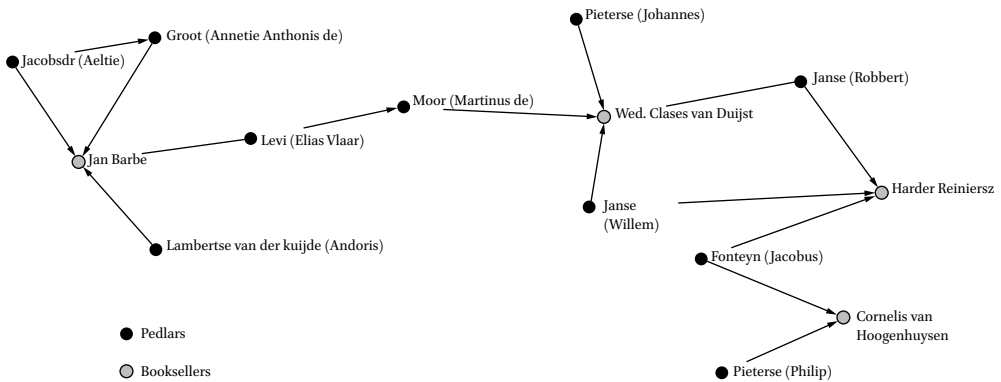 Pieterse (Johannes)
Groot (Annetie Anthonis de)
Jacobsdr (Aeltie)
Janse (Robbert)
Moor (Martinus de)
Wed. Clases van Duijst
Levi (Elias Vlaar)
Jan Barbe
Harder Reiniersz
Janse
(Willem)
Lambertse van der kuijde (Andoris)
Fonteyn (Jacobus)
Cornelis van
Hoogenhuysen
Pedlars
Booksellers
Pieterse (Philip)